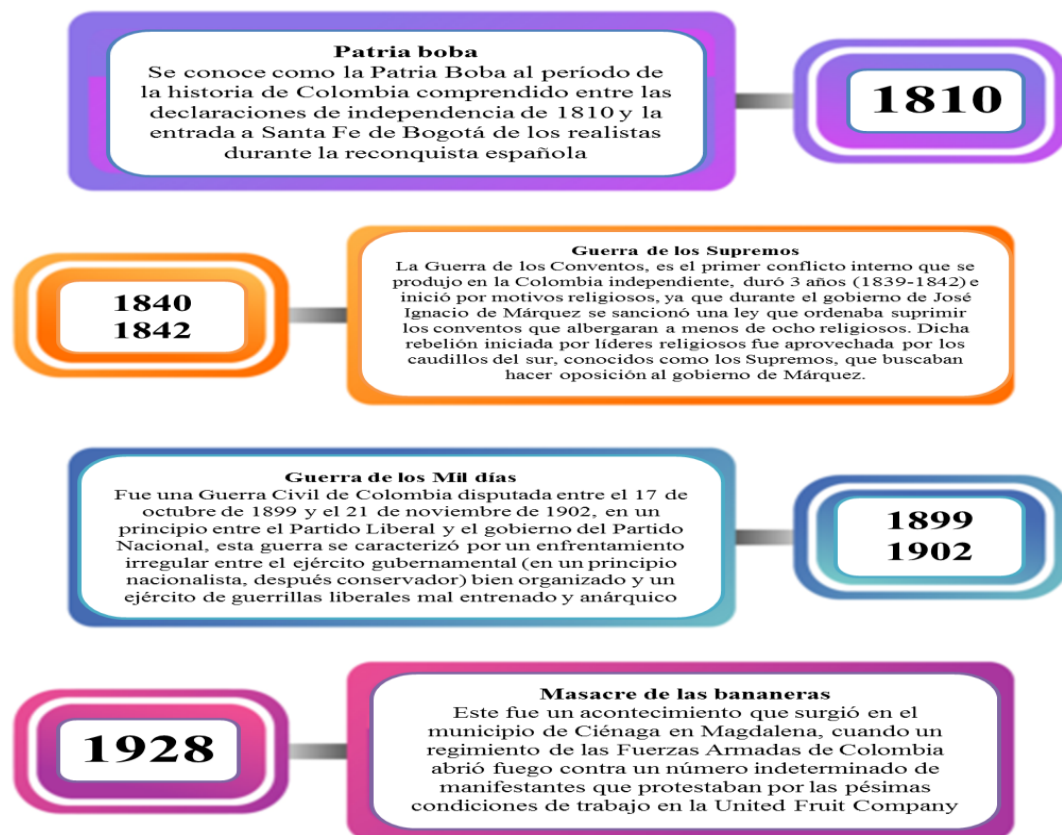 Patria boba
Se conoce como la Patria Boba al período de
la historia de Colombia comprendido entre las
declaraciones de independencia de 1810 y la
entrada a Santa Fe de Bogotá de los realistas
durante la reconquista española
1810
1840
1842
Guerra de los Supremos
La Guerra de los Conventos, es el primer conflicto interno que se
produjo en la Colombia independiente, duró 3 años (1839-1842) e
inició por motivos religiosos, ya que durante el gobierno de José
Ignacio de Márquez se sancionó una ley que ordenaba suprimir
los conventos que albergaran a menos de ocho religiosos. Dicha
rebelión iniciada por líderes religiosos fue aprovechada por los
caudillos del sur, conocidos como los Supremos, que buscaban
hacer oposición al gobierno de Márquez.
Guerra de los Mil días
Fue una Guerra Civil de Colombia disputada entre el 17 de
octubre de 1899 y el 21 de noviembre de 1902, en un
principio entre el Partido Liberal y el gobierno del Partido
Nacional, esta guerra se caracterizó por un enfrentamiento
irregular entre el ejército gubernamental (en un principio
nacionalista, después conservador) bien organizado y un
ejército de guerrillas liberales mal entrenado y anárquico
1899
1902
1928
Masacre de las bananeras
Este fue un acontecimiento que surgió en el
municipio de Ciénaga en Magdalena, cuando un
regimiento de las Fuerzas Armadas de Colombia
abrió fuego contra un número indeterminado de
manifestantes que protestaban por las pésimas
condiciones de trabajo en la United Fruit Company